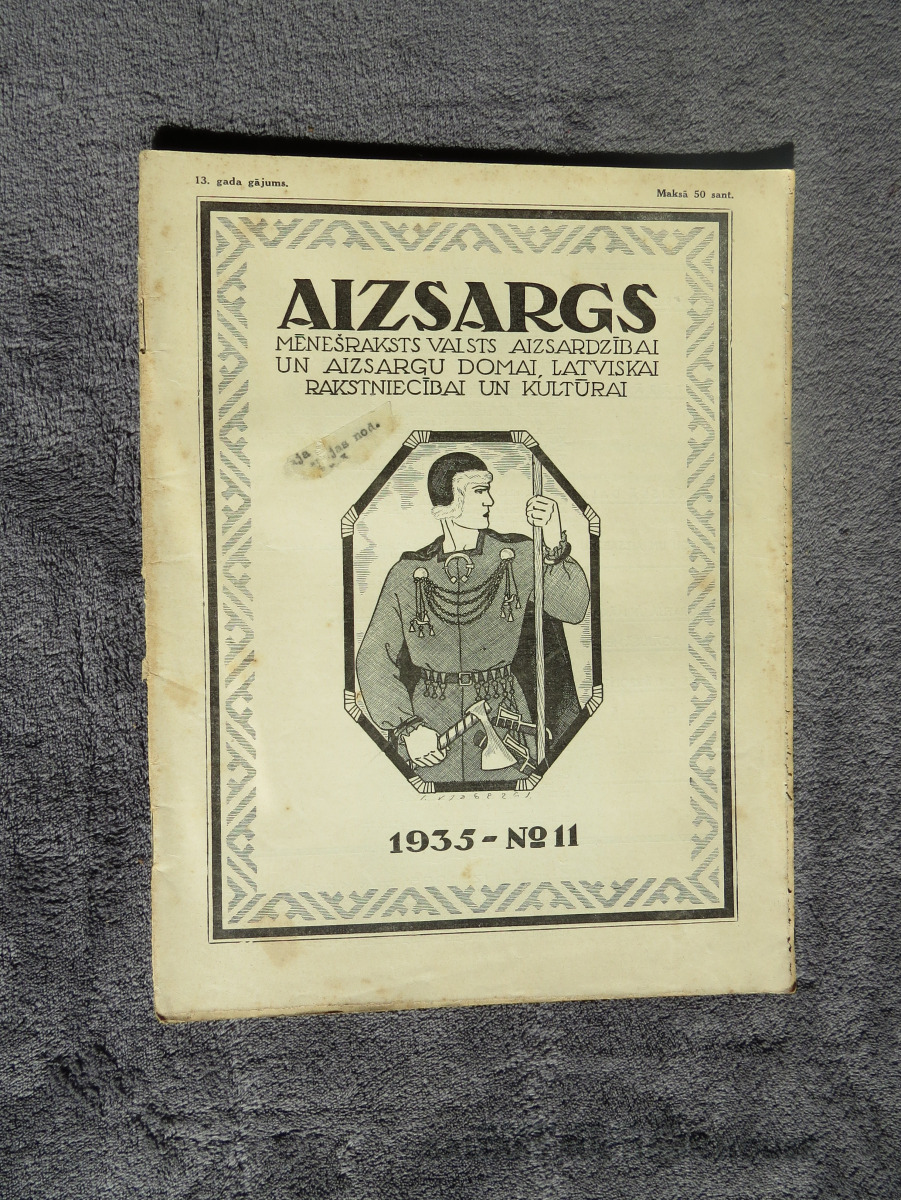 13. gada gājums.
Maksā 50 sant.
AIZSARGS
MĒNEŠRAKSTS VALSTS AIZSARDZĪBAI
UN AIZSARGU DOMAI, LATVISKAI
RAKSTNIECĪBAI UN KULTŪRAI
nod.
1935 - No 11